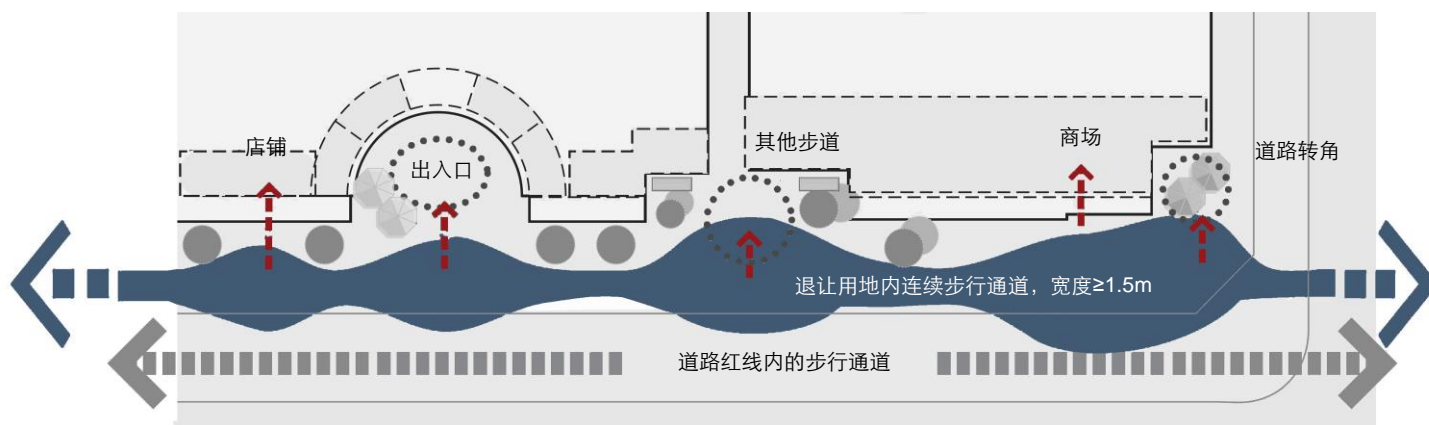 店铺
出入口
其他步道
商场
道路转角
退让用地内连续步行通道，宽度≥1.5m
道路红线内的步行通道